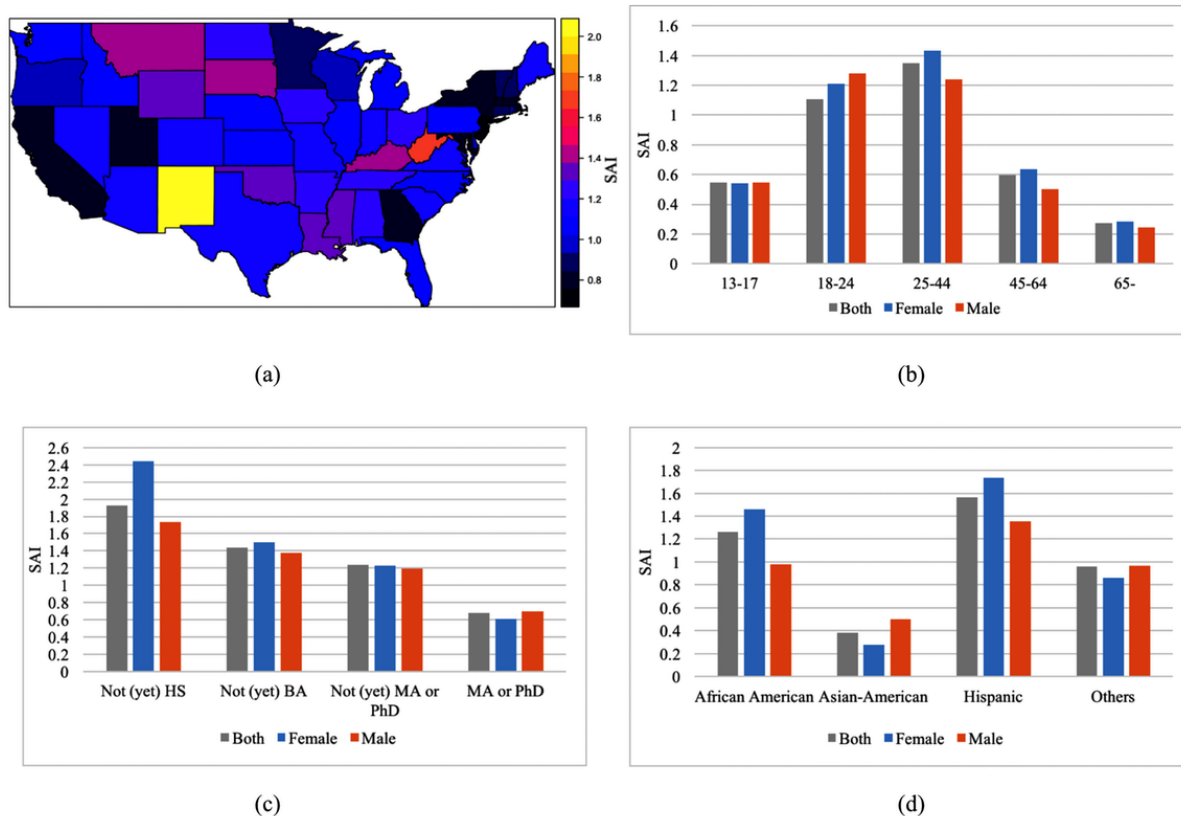 2.0
1.8
1.6
1.4
1.2
1.0
0.8
SAI
(a)
1.6
1.4
1.2
1
0.8
0.6
0.4
0.2
0
SAI
13-17 18-24 25-44 45-64 65-
Both Female Male
(b)
2.6
2.4
2.2
2
1.8
1.6
1.4
1.2
1
0.8
0.6
0.4
0.2
0
SAI
Not (yet) HS Not (yet) BA Not (yet) MA or MA or PhD
PhD
Both Female Male
(c)
2
1.8
1.6
1.4
1.2
1
0.8
0.6
0.4
0.2
0
SAI
African American Asian-American Hispanic Others
Both Female Male
(d)